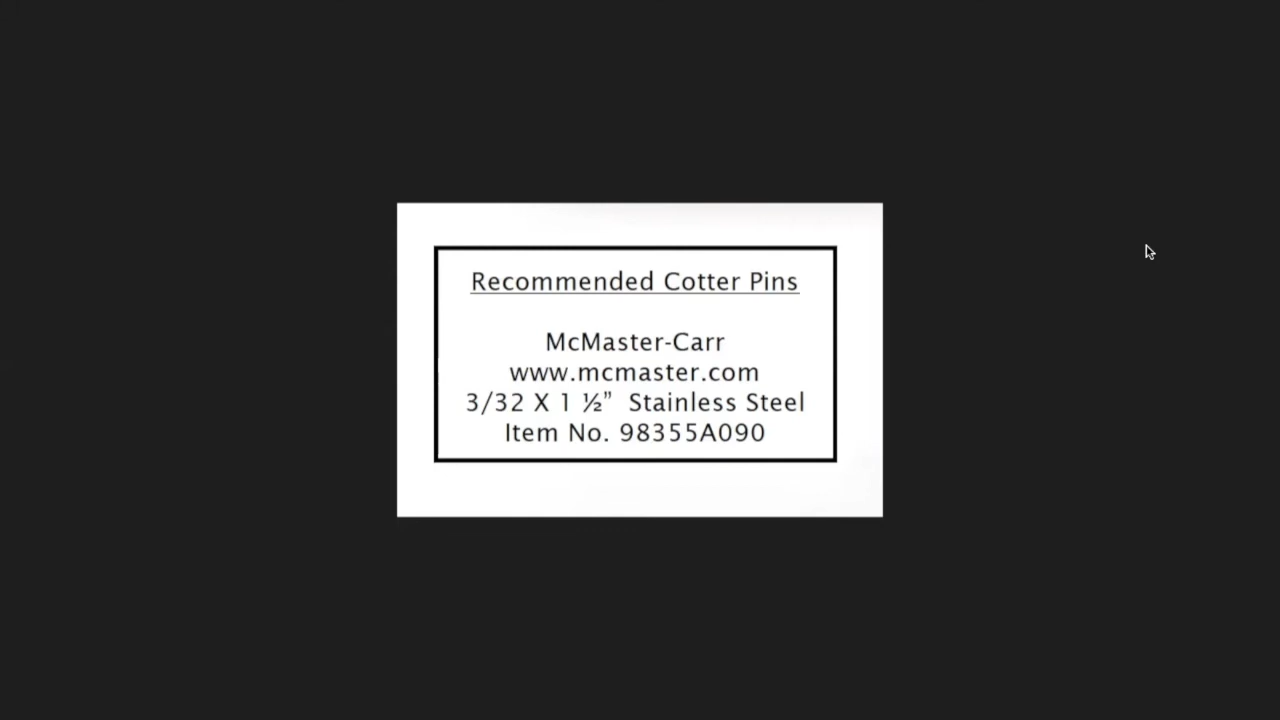 Recommended Cotter Pins
McMaster-Carr
www.mcmaster.com
3/32 X 1 ½” Stainless Steel
Item No. 98355A090